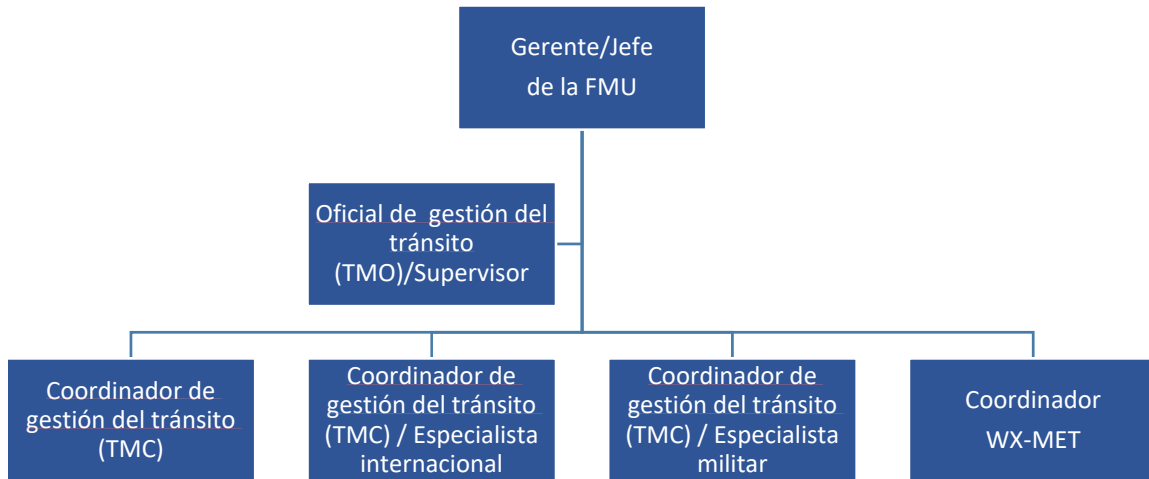 Gerente/Jefe
de la FMU
Oficial de gestión del
tránsito
(TMO)/Supervisor
Coordinador de
gestión del tránsito
(TMC)
Coordinador de
gestión del tránsito
(TMC) / Especialista
internacional
Coordinador de
gestión del tránsito
(TMC) / Especialista
militar
Coordinador
WX-MET